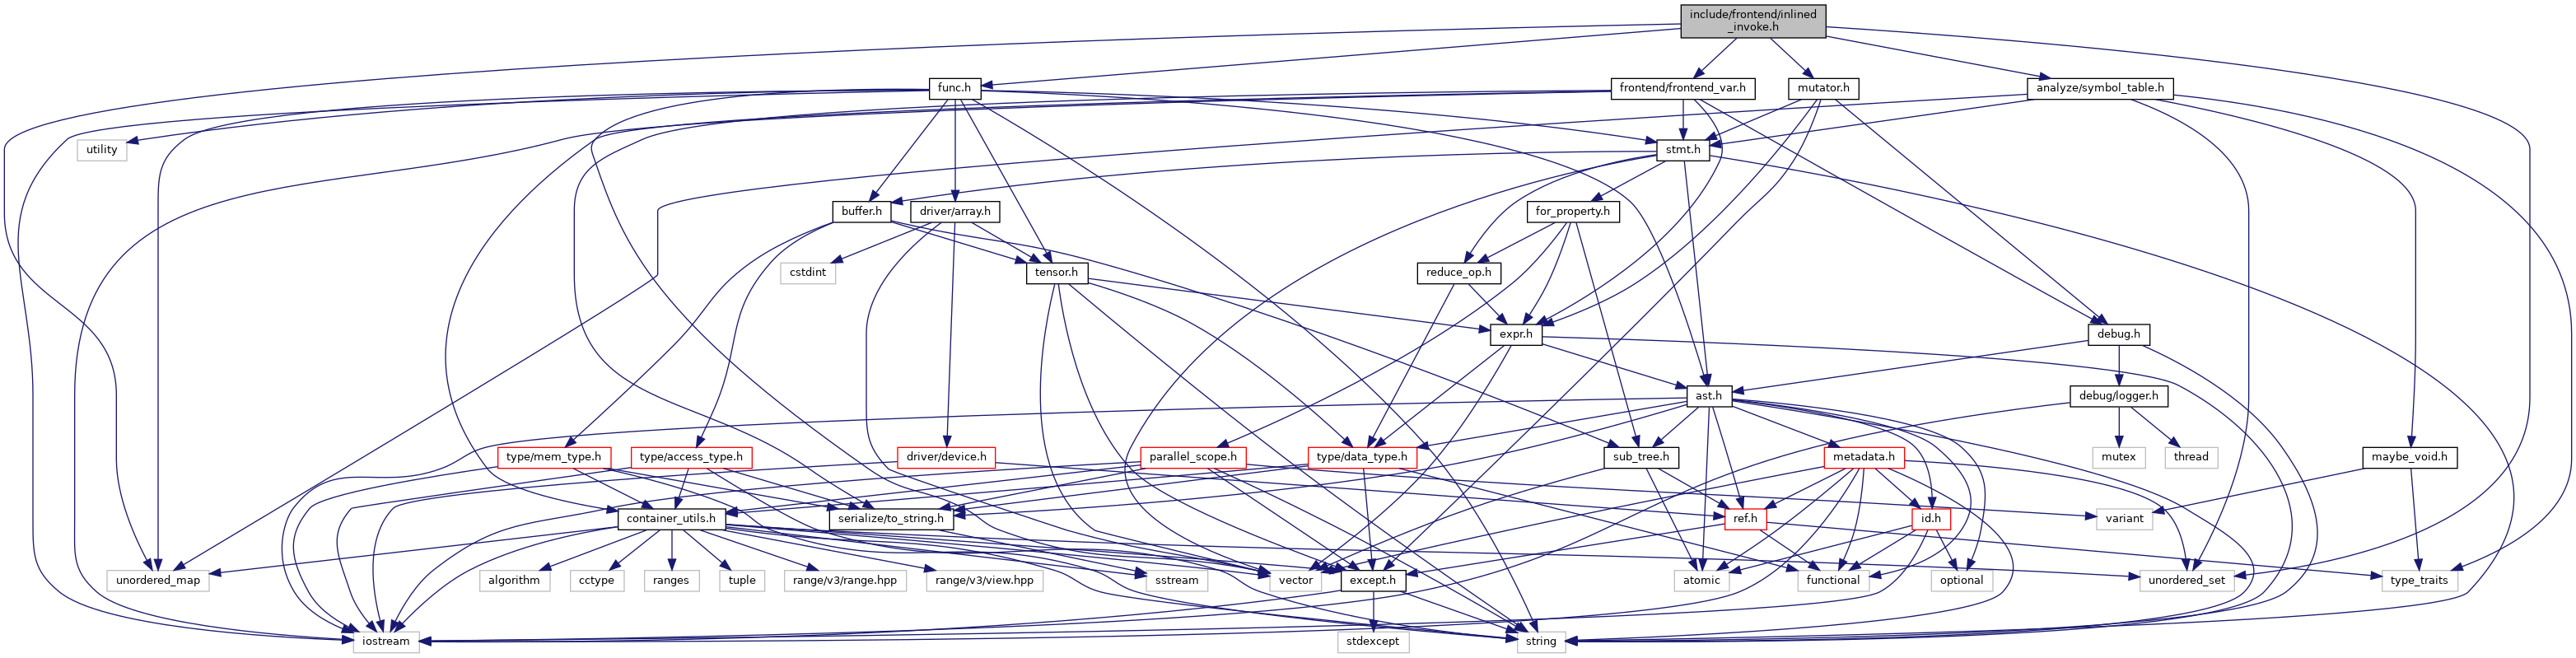 include/frontend/inlined
_invoke.h
func.h
frontend/frontend_var.h
mutator.h
analyze/symbol_table.h
utility
stmt.h
buffer.h
driver/array.h
for_property.h
cstdint
tensor.h
reduce_op.h
expr.h
debug.h
ast.h
debug/logger.h
type/mem_type.h
type/access_type.h
driver/device.h
parallel_scope.h
type/data_type.h
sub_tree.h
metadata.h
mutex
thread
maybe_void.h
container_utils.h
serialize/to_string.h
ref.h
id.h
variant
unordered_map
algorithm
cctype
ranges
tuple
range/v3/range.hpp
range/v3/view.hpp
sstream
vector
except.h
atomic
functional
optional
unordered_set
type_traits
iostream
stdexcept
string